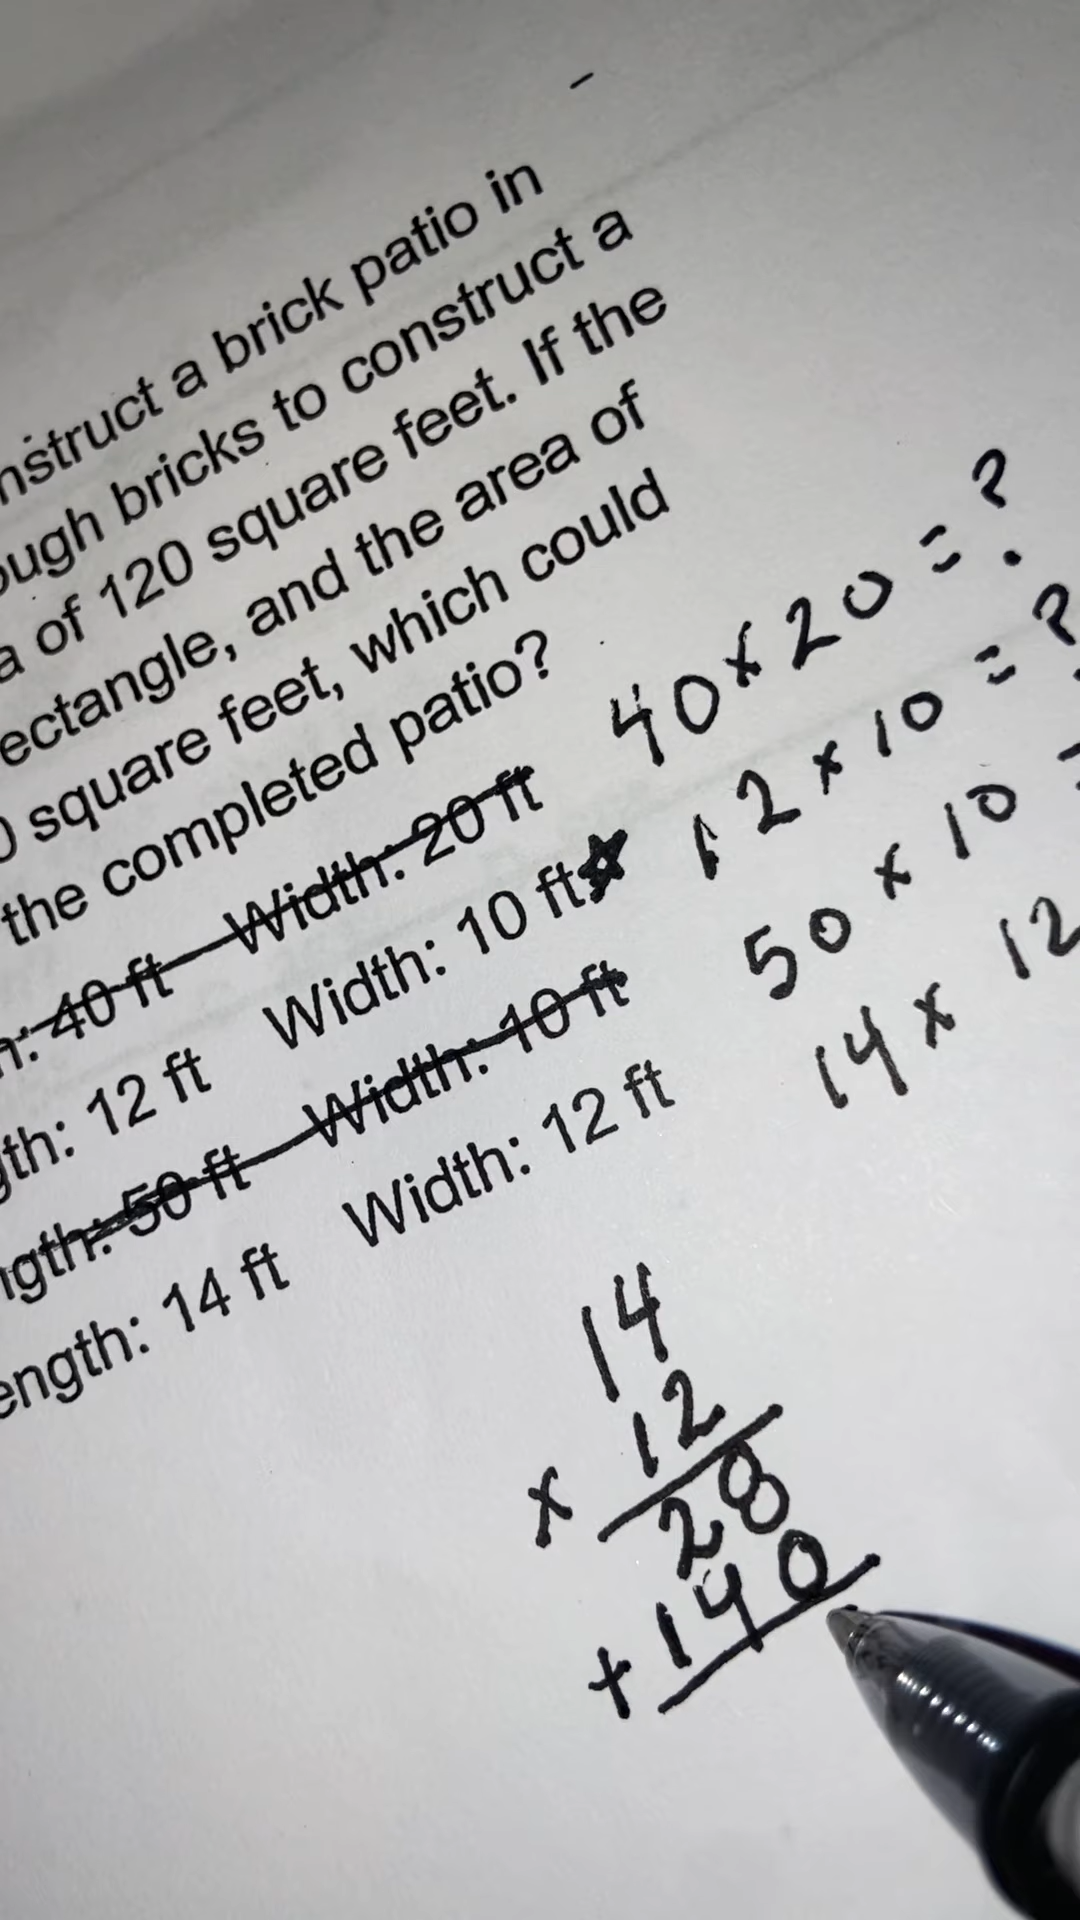 nstruct a brick patio in
ough bricks to construct a
a of 120 square feet. If the
ectangle, and the area of
0 square feet, which could
the completed patio?
h: 40 ft Width: 20 ft
gth: 12 ft Width: 10 ft
ngth: 50 ft Width: 10 ft
ength: 14 ft Width: 12 ft
40 x 20 = ?
12 x 10 = ?
50 x 10 =
14 x 12
14
x 12
28
+ 140